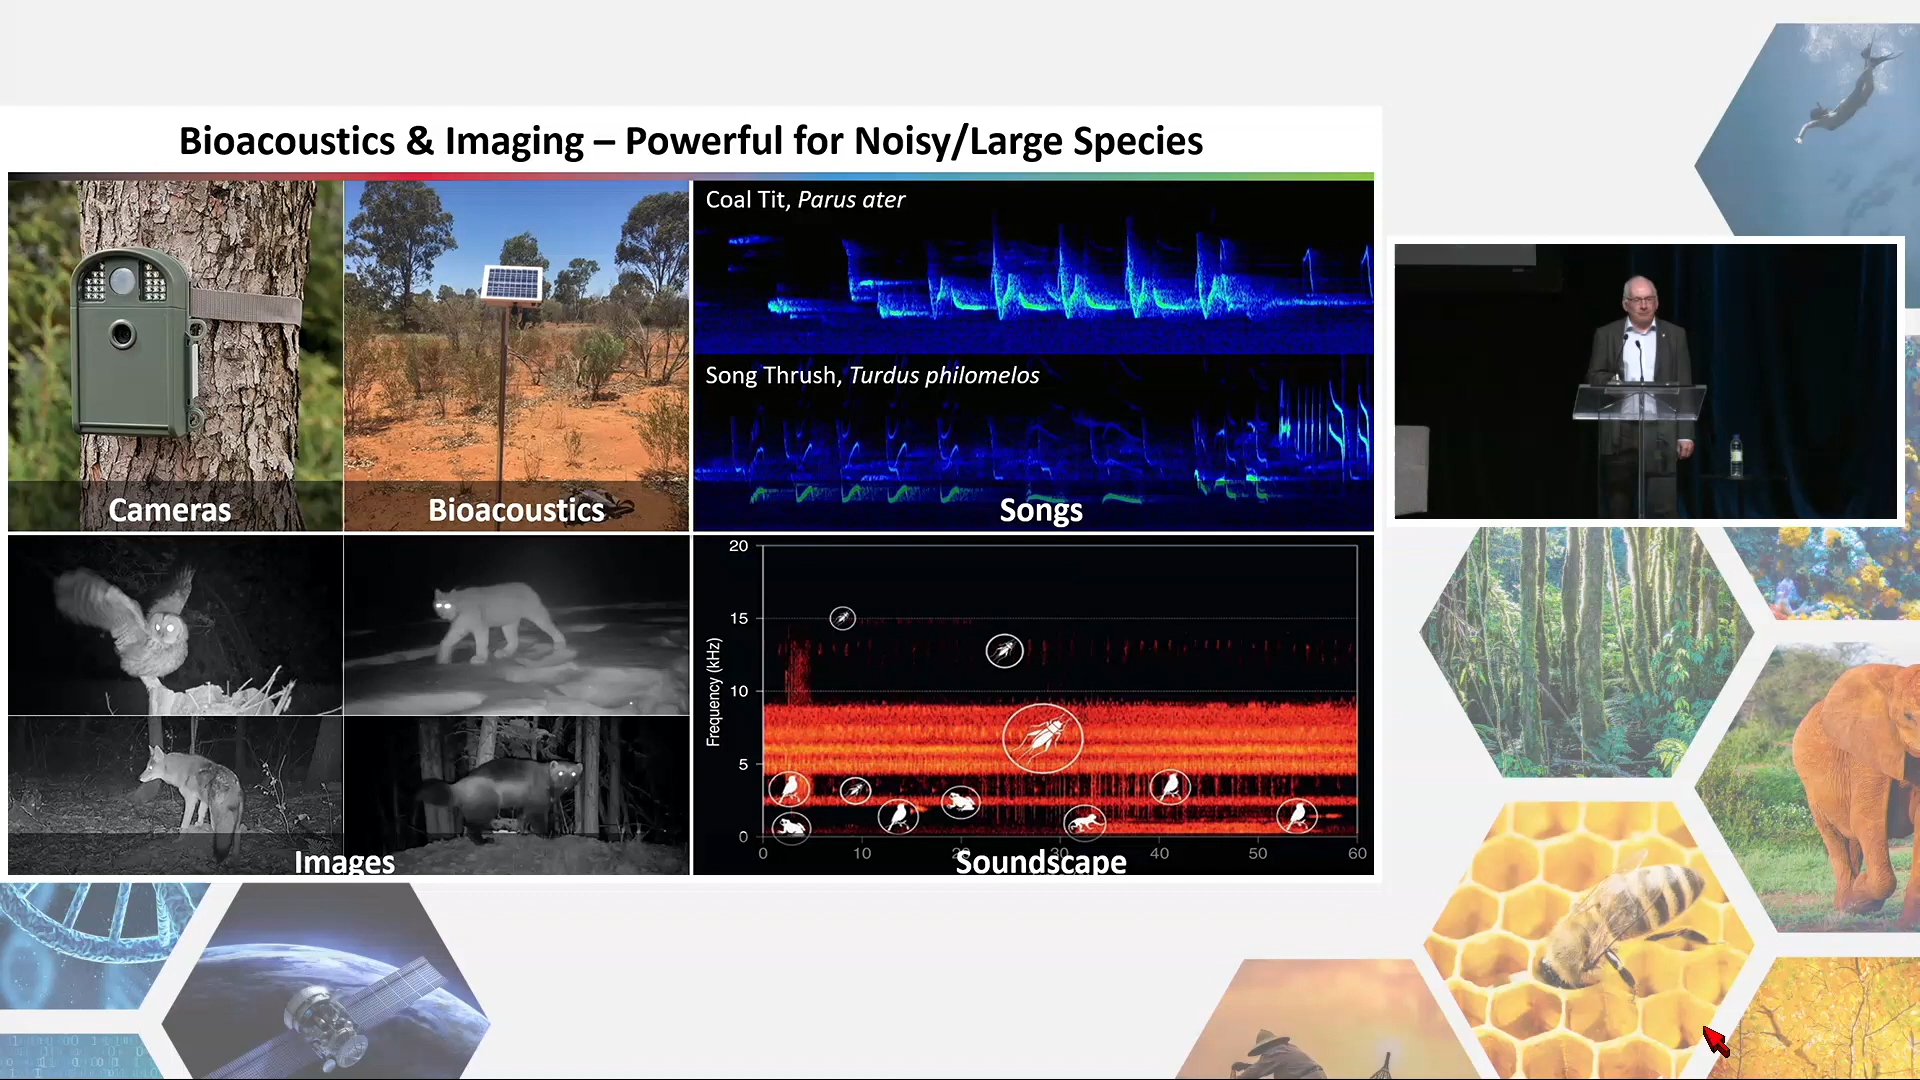 Bioacoustics & Imaging – Powerful for Noisy/Large Species
Cameras
Bioacoustics
Coal Tit, Parus ater
Song Thrush, Turdus philomelos
Songs
Images
20
15
10
5
0
Frequency (kHz)
0 10 20 30 40 50 60
Soundscape